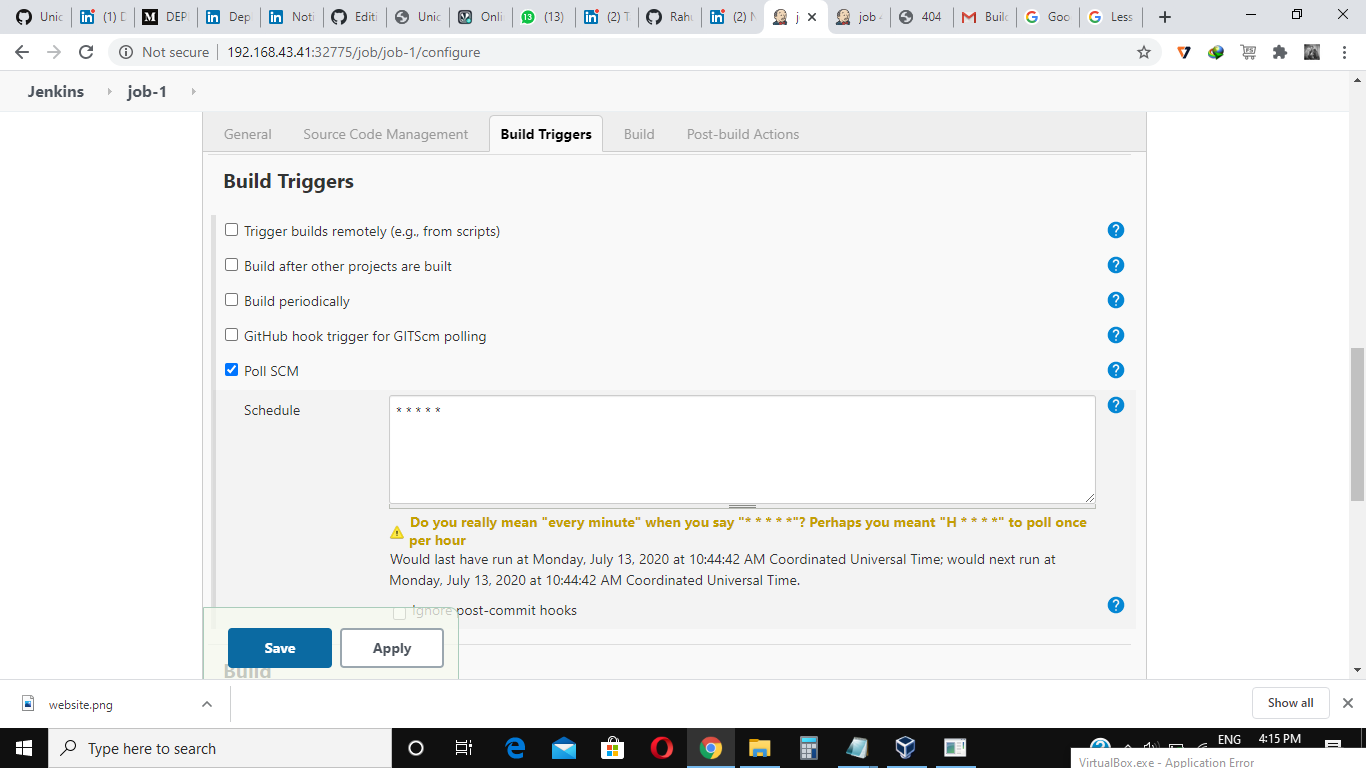 Unic
(1) D
DEPI
Dep
Noti
Editi
Unic
Onli
(13)
(2) T
Rahu
(2) N
j
job
404
Builc
Goo
Less
Not secure
192.168.43.41:32775/job/job-1/configure
Jenkins
job-1
General
Source Code Management
Build Triggers
Build
Post-build Actions
Build Triggers
Trigger builds remotely (e.g., from scripts)
Build after other projects are built
Build periodically
GitHub hook trigger for GITScm polling
Poll SCM
Schedule
* * * * *
Do you really mean "every minute" when you say "* * * * *"? Perhaps you meant "H * * * *" to poll once
per hour
Would last have run at Monday, July 13, 2020 at 10:44:42 AM Coordinated Universal Time; would next run at
Monday, July 13, 2020 at 10:44:42 AM Coordinated Universal Time.
Ignore post-commit hooks
Save
Apply
Build
website.png
Show all
Type here to search
ENG
4:15 PM
VirtualBox.exe - Application Error